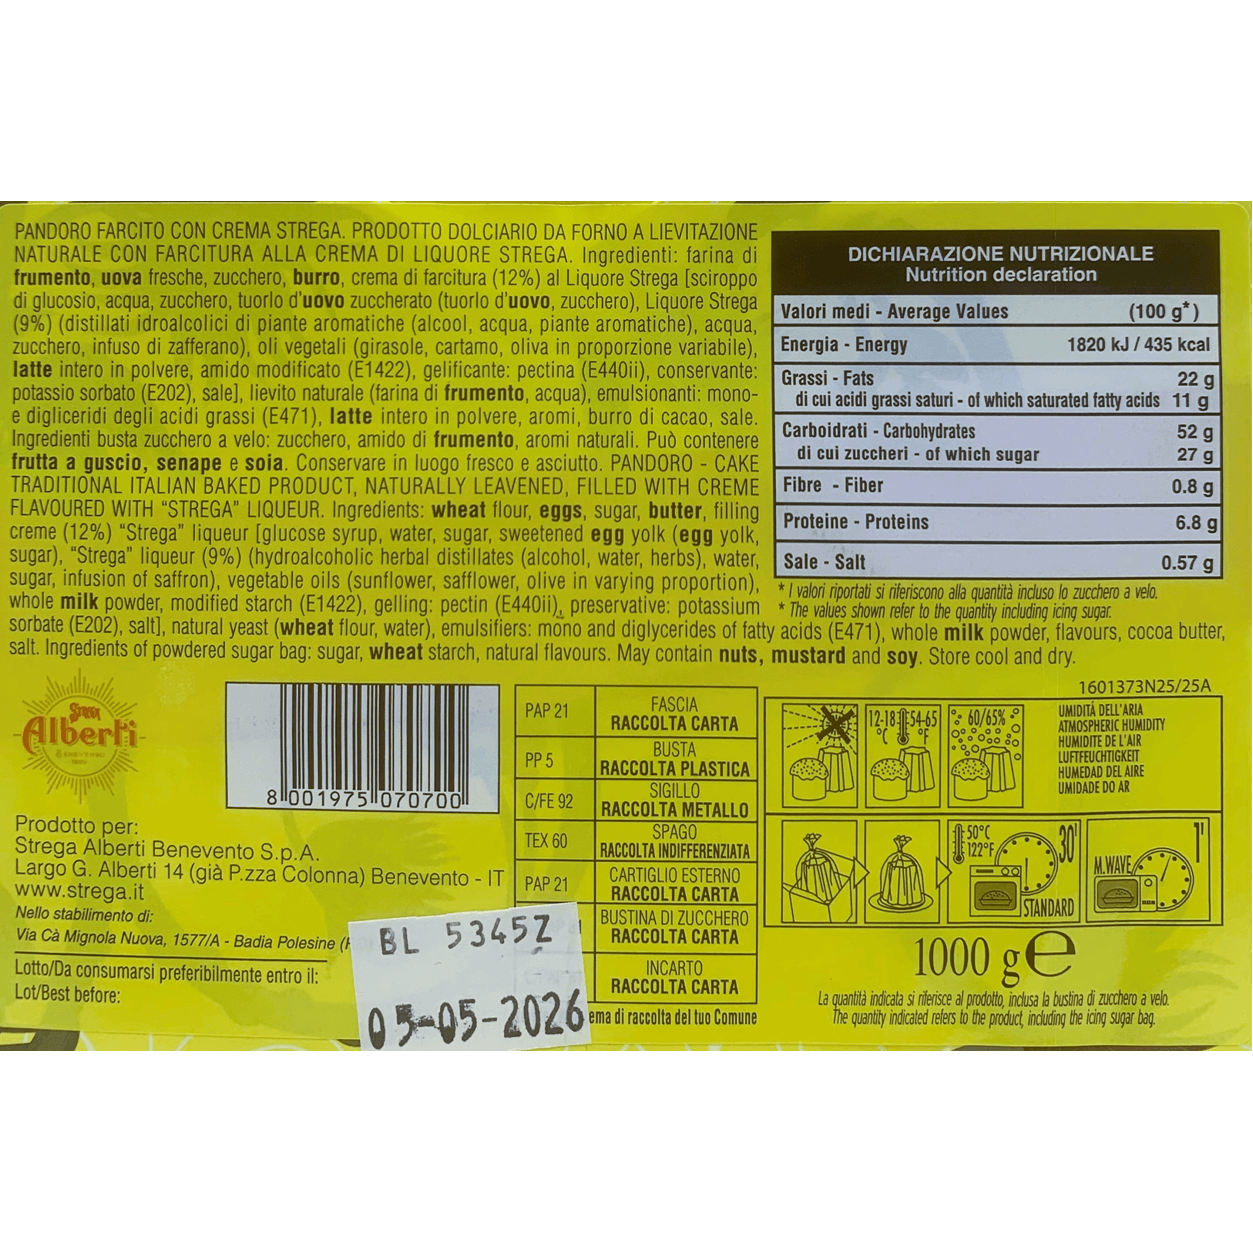 PANDORO FARCITO CON CREMA STREGA. PRODOTTO DOLCIARIO DA FORNO A LIEVITAZIONE
NATURALE CON FARCITURA ALLA CREMA DI LIQUORE STREGA. Ingredienti: farina di
frumento, uova fresche, zucchero, burro, crema di farcitura (12%) al Liquore Strega [sciroppo
di glucosio, acqua, zucchero, tuorlo d'uovo zuccherato (tuorlo d'uovo, zucchero), Liquore Strega
(9%) (distillati idroalcolici di piante aromatiche (alcool, acqua, piante aromatiche), acqua,
zucchero, infuso di zafferano), oli vegetali (girasole, cartamo, oliva in proporzione variabile),
latte intero in polvere, amido modificato (E1422), gelificante: pectina (E440ii), conservante:
potassio sorbato (E202), sale], lievito naturale (farina di frumento, acqua), emulsionanti: mono-
e digliceridi degli acidi grassi (E471), latte intero in polvere, aromi, burro di cacao, sale.
Ingredienti busta zucchero a velo: zucchero, amido di frumento, aromi naturali. Può contenere
frutta a guscio, senape e soia. Conservare in luogo fresco e asciutto. PANDORO - CAKE
TRADITIONAL ITALIAN BAKED PRODUCT, NATURALLY LEAVENED, FILLED WITH CREME
FLAVOURED WITH "STREGA" LIQUEUR. Ingredients: wheat flour, eggs, sugar, butter, filling
creme (12%) "Strega" liqueur [glucose syrup, water, sugar, sweetened egg yolk (egg yolk,
sugar), "Strega" liqueur (9%) (hydroalcoholic herbal distillates (alcohol, water, herbs), water,
sugar, infusion of saffron), vegetable oils (sunflower, safflower, olive in varying proportion),
whole milk powder, modified starch (E1422), gelling: pectin (E440ii), preservative: potassium
sorbate (E202), salt], natural yeast (wheat flour, water), emulsifiers: mono and diglycerides of fatty acids (E471), whole milk powder, flavours, cocoa butter,
salt. Ingredients of powdered sugar bag: sugar, wheat starch, natural flavours. May contain nuts, mustard and soy. Store cool and dry.
DICHIARAZIONE NUTRIZIONALE
Nutrition declaration
Valori medi - Average Values (100 g*)
Energia - Energy 1820 kJ / 435 kcal
Grassi - Fats 22 g
di cui acidi grassi saturi - of which saturated fatty acids 11 g
Carboidrati - Carbohydrates 52 g
di cui zuccheri - of which sugar 27 g
Fibre - Fiber 0.8 g
Proteine - Proteins 6.8 g
Sale - Salt 0.57 g
* I valori riportati si riferiscono alla quantità incluso lo zucchero a velo.
* The values shown refer to the quantity including icing sugar.
1601373N25/25A
Strega
Alberti
BENEVENTO
1860
8 001975 070700
Prodotto per:
Strega Alberti Benevento S.p.A.
Largo G. Alberti 14 (già P.zza Colonna) Benevento - IT
www.strega.it
Nello stabilimento di:
Via Cà Mignola Nuova, 1577/A - Badia Polesine
Lotto/Da consumarsi preferibilmente entro il:
Lot/Best before:
BL 5345Z
05-05-2026
PAP 21 FASCIA
RACCOLTA CARTA
PP 5 BUSTA
RACCOLTA PLASTICA
C/FE 92 SIGILLO
RACCOLTA METALLO
TEX 60 SPAGO
RACCOLTA INDIFFERENZIATA
PAP 21 CARTIGLIO ESTERNO
RACCOLTA CARTA
BUSTINA DI ZUCCHERO
RACCOLTA CARTA
INCARTO
RACCOLTA CARTA
di raccolta del tuo Comune
12-18 °C 54-65 °F
60/65%
UMIDITÀ DELL'ARIA
ATMOSPHERIC HUMIDITY
HUMIDITE DE L'AIR
LUFTFEUCHTIGKEIT
HUMEDAD DEL AIRE
UMIDADE DO AR
50°C
122°F
30'
STANDARD
M.WAVE
1'
1000 g e
La quantità indicata si riferisce al prodotto, inclusa la bustina di zucchero a velo.
The quantity indicated refers to the product, including the icing sugar bag.